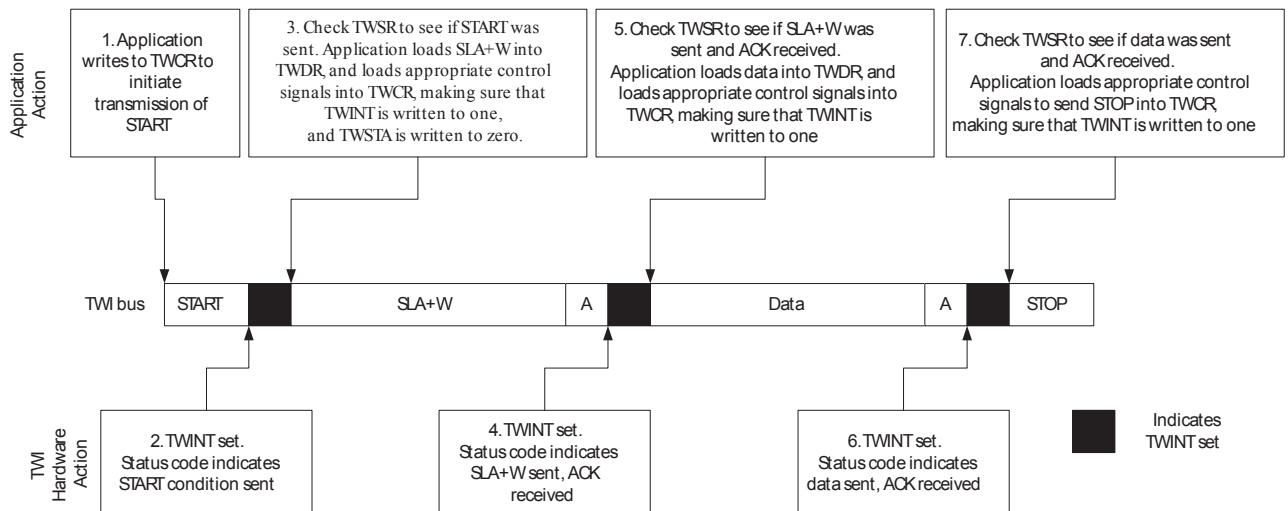 Application
Action
1. Application
writes to TWCR to
initiate
transmission of
START
3. Check TWSR to see if START was
sent. Application loads SLA+W into
TWDR, and loads appropriate control
signals into TWCR, making sure that
TWINT is written to one,
and TWSTA is written to zero.
5. Check TWSR to see if SLA+W was
sent and ACK received.
Application loads data into TWDR, and
loads appropriate control signals into
TWCR, making sure that TWINT is
written to one
7. Check TWSR to see if data was sent
and ACK received.
Application loads appropriate control
signals to send STOP into TWCR,
making sure that TWINT is written to one
TWI bus
START
SLA+W
A
Data
A
STOP
TWI
Hardware
Action
2. TWINT set.
Status code indicates
START condition sent
4. TWINT set.
Status code indicates
SLA+W sent, ACK
received
6. TWINT set.
Status code indicates
data sent, ACK received
Indicates
TWINT set